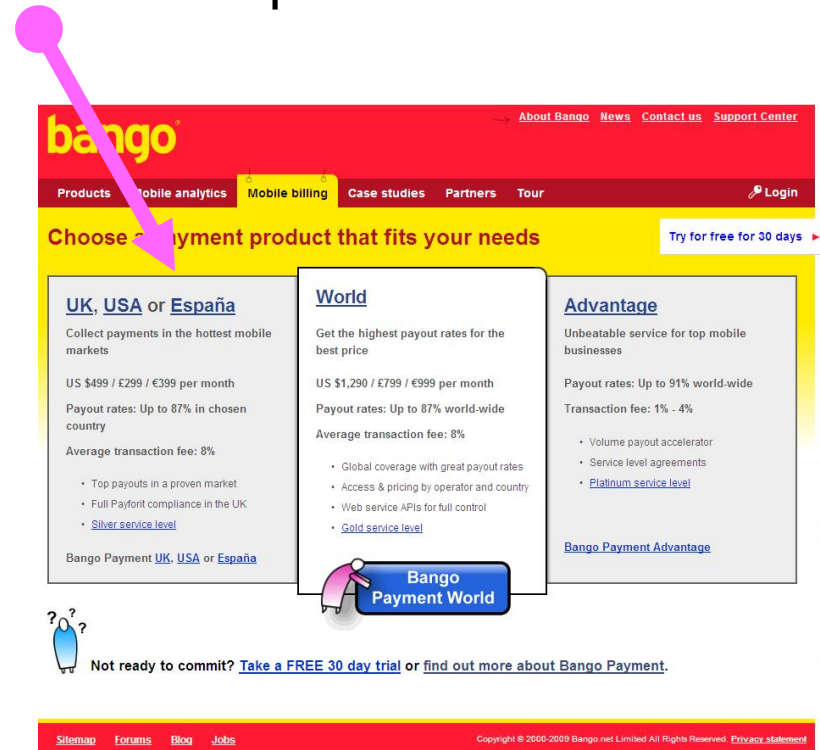 About Bango News Contact us Support Center
bango
Products Mobile analytics Mobile billing Case studies Partners Tour Login
Choose a payment product that fits your needs
Try for free for 30 days
UK, USA or España
Collect payments in the hottest mobile
markets
US $499 / £299 / €399 per month
Payout rates: Up to 87% in chosen
country
Average transaction fee: 8%
• Top payouts in a proven market
• Full Payforit compliance in the UK
• Silver service level
Bango Payment UK, USA or España
World
Get the highest payout rates for the
best price
US $1,290 / £799 / €999 per month
Payout rates: Up to 87% world-wide
Average transaction fee: 8%
• Global coverage with great payout rates
• Access & pricing by operator and country
• Web service APIs for full control
• Gold service level
Bango
Payment World
Advantage
Unbeatable service for top mobile
businesses
Payout rates: Up to 91% world-wide
Transaction fee: 1% - 4%
• Volume payout accelerator
• Service level agreements
• Platinum service level
Bango Payment Advantage
? ? ?
Not ready to commit? Take a FREE 30 day trial or find out more about Bango Payment.
Sitemap Forums Blog Jobs
Copyright © 2000-2009 Bango.net Limited All Rights Reserved. Privacy statement